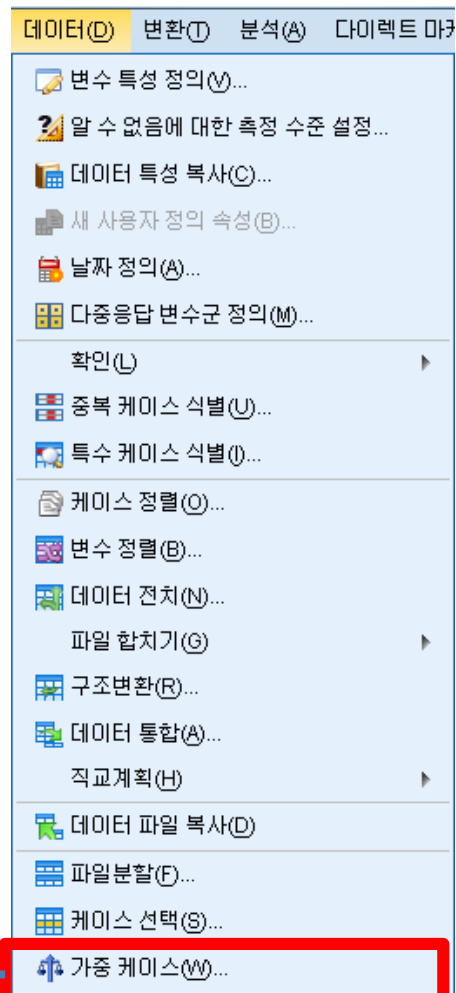 데이터(D) 변환(T) 분석(A) 다이렉트 마
변수 특성 정의(V)...
알 수 없음에 대한 측정 수준 설정...
데이터 특성 복사(C)...
새 사용자 정의 속성(B)...
날짜 정의(A)...
다중응답 변수군 정의(M)...
확인(L)
중복 케이스 식별(U)...
특수 케이스 식별(I)...
케이스 정렬(O)...
변수 정렬(B)...
데이터 전치(N)...
파일 합치기(G)
구조변환(R)...
데이터 통합(A)...
직교계획(H)
데이터 파일 복사(D)
파일분할(F)...
케이스 선택(S)...
가중 케이스(W)...